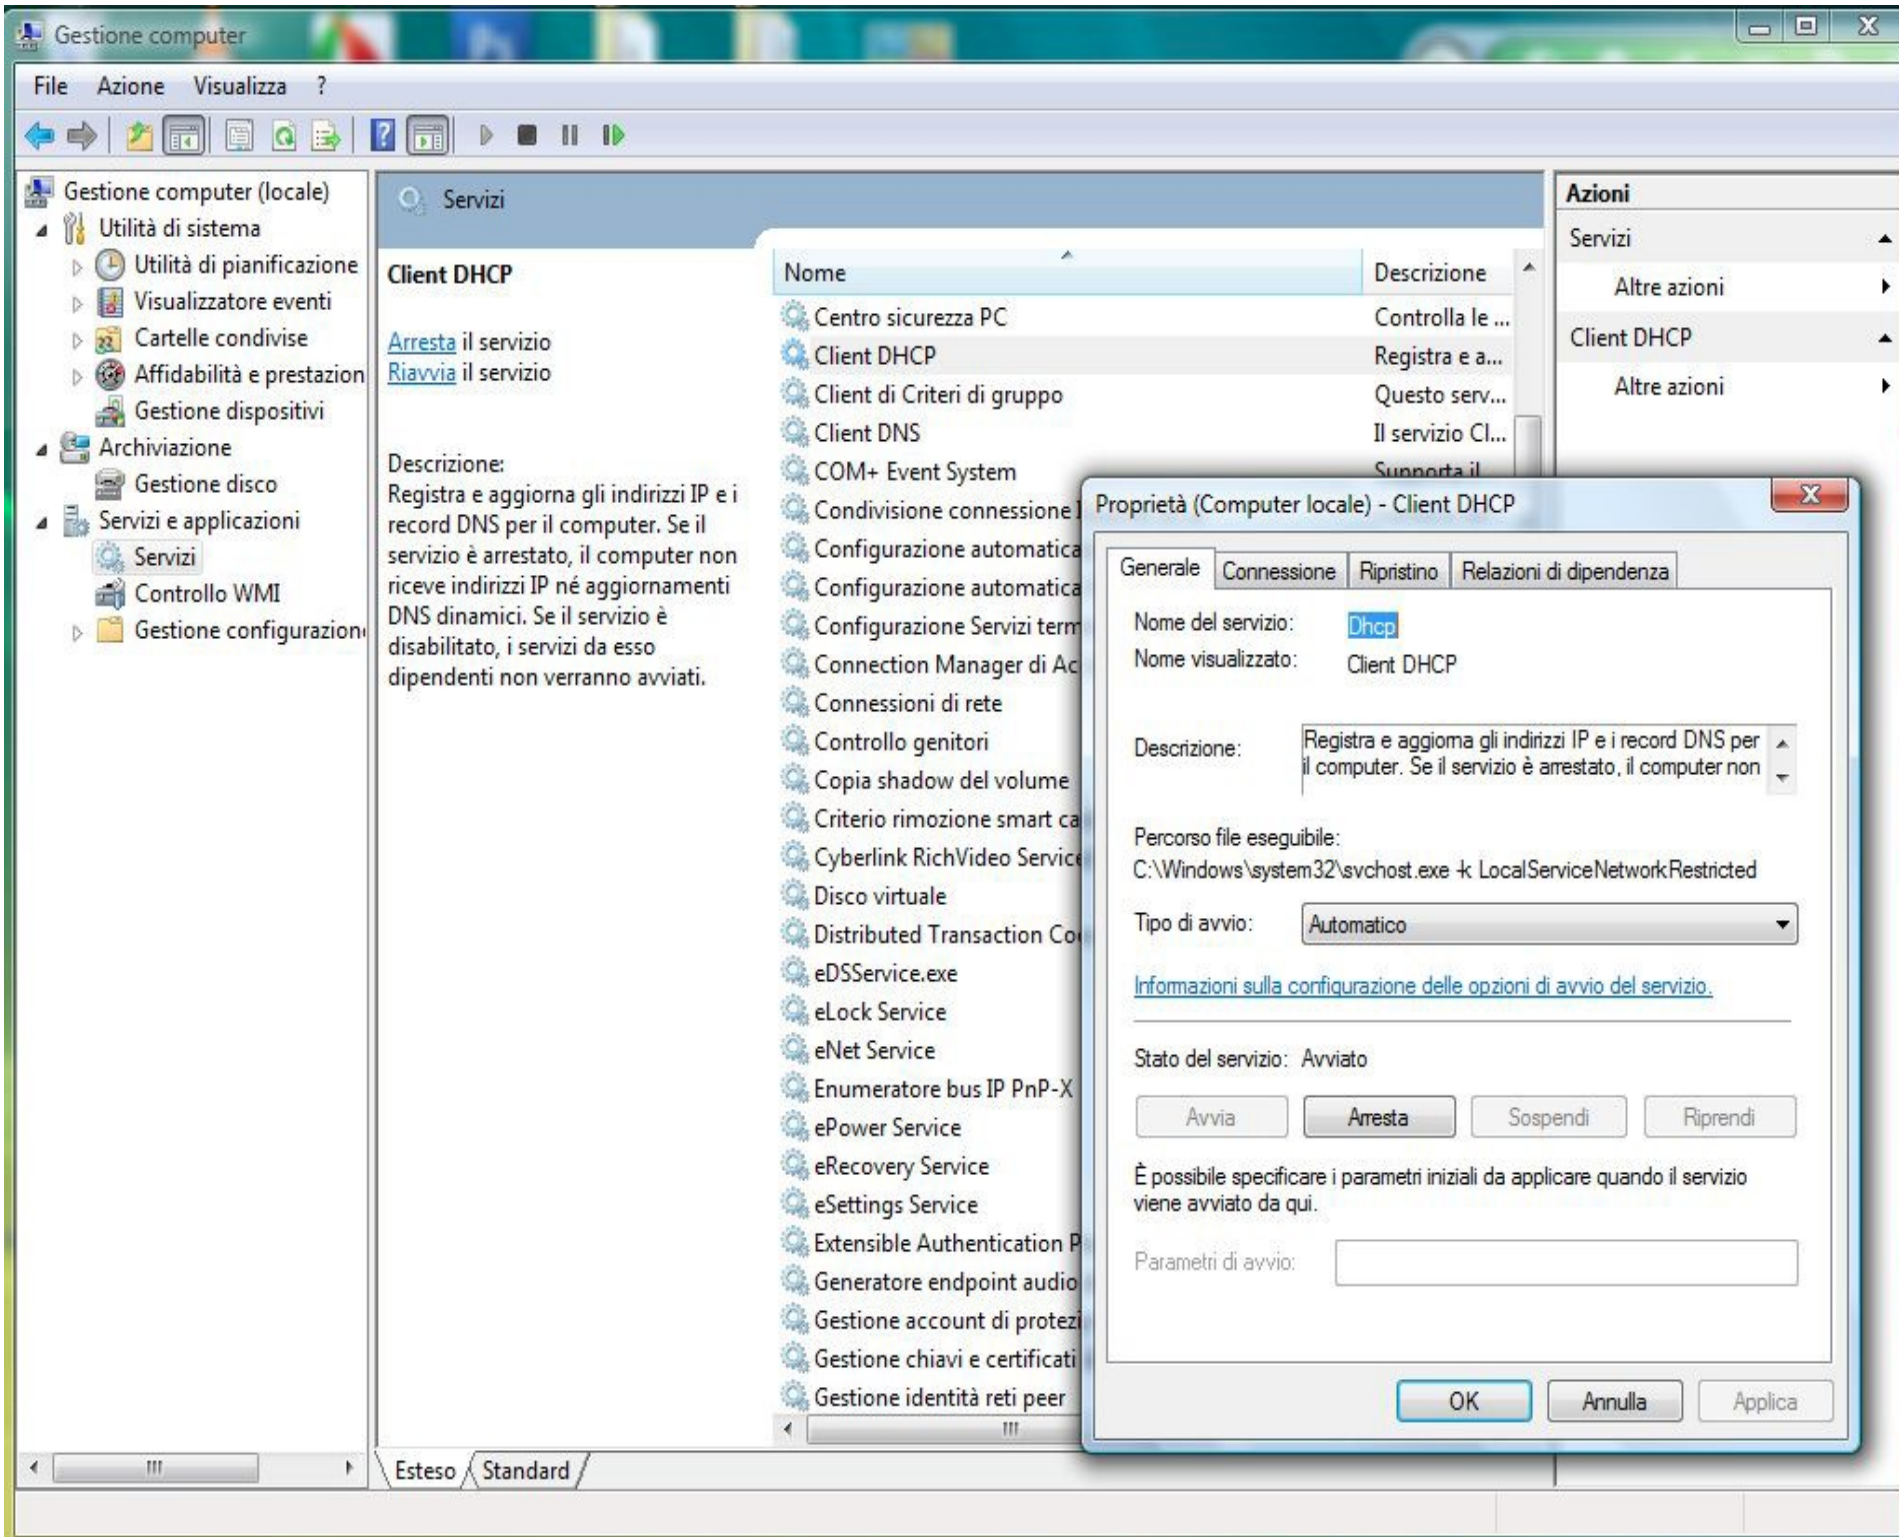 Gestione computer
File Azione Visualizza ?
Gestione computer (locale)
Utilità di sistema
Utilità di pianificazione
Visualizzatore eventi
Cartelle condivise
Affidabilità e prestazion
Gestione dispositivi
Archiviazione
Gestione disco
Servizi e applicazioni
Servizi
Controllo WMI
Gestione configurazion
Servizi
Client DHCP
Arresta il servizio
Riavvia il servizio
Descrizione:
Registra e aggiorna gli indirizzi IP e i
record DNS per il computer. Se il
servizio è arrestato, il computer non
riceve indirizzi IP né aggiornamenti
DNS dinamici. Se il servizio è
disabilitato, i servizi da esso
dipendenti non verranno avviati.
Nome Descrizione
Centro sicurezza PC Controlla le ...
Client DHCP Registra e a...
Client di Criteri di gruppo Questo serv...
Client DNS Il servizio Cl...
COM+ Event System Supporta il
Condivisione connessione
Configurazione automatica
Configurazione automatica
Configurazione Servizi term
Connection Manager di Ac
Connessioni di rete
Controllo genitori
Copia shadow del volume
Criterio rimozione smart ca
Cyberlink RichVideo Service
Disco virtuale
Distributed Transaction Co
eDSService.exe
eLock Service
eNet Service
Enumeratore bus IP PnP-X
ePower Service
eRecovery Service
eSettings Service
Extensible Authentication P
Generatore endpoint audio
Gestione account di protezi
Gestione chiavi e certificati
Gestione identità reti peer
Esteso Standard
Azioni
Servizi
Altre azioni
Client DHCP
Altre azioni
Proprietà (Computer locale) - Client DHCP
Generale Connessione Ripristino Relazioni di dipendenza
Nome del servizio: Dhcp
Nome visualizzato: Client DHCP
Descrizione: Registra e aggiorna gli indirizzi IP e i record DNS per
il computer. Se il servizio è arrestato, il computer non
Percorso file eseguibile:
C:\Windows\system32\svchost.exe -k LocalServiceNetworkRestricted
Tipo di avvio: Automatico
Informazioni sulla configurazione delle opzioni di avvio del servizio.
Stato del servizio: Avviato
Avvia Arresta Sospendi Riprendi
È possibile specificare i parametri iniziali da applicare quando il servizio
viene avviato da qui.
Parametri di avvio:
OK Annulla Applica